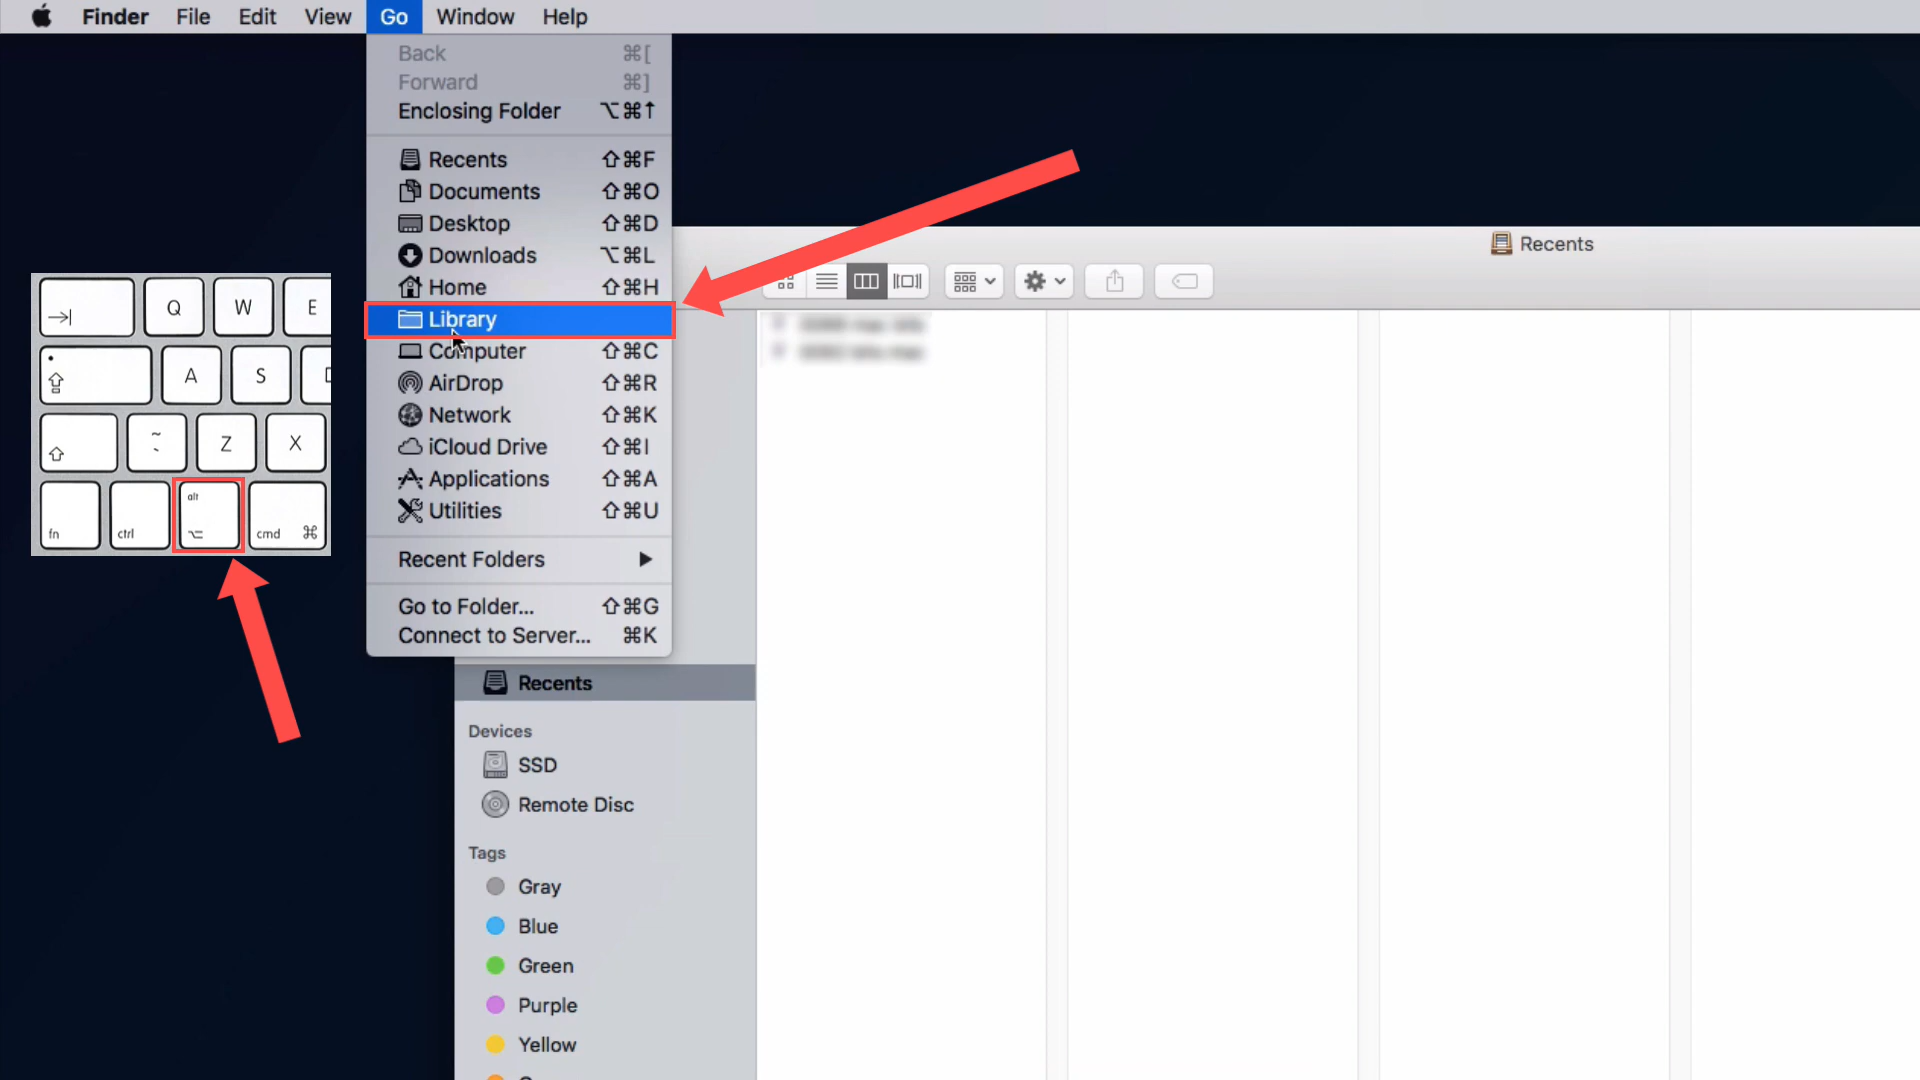 Finder File Edit View Go Window Help
Back ⌘[
Forward ⌘]
Enclosing Folder ⌥⌘↑
Recents ⇧⌘F
Documents ⇧⌘O
Desktop ⇧⌘D
Downloads ⌥⌘L
Home ⇧⌘H
Library
Computer ⇧⌘C
AirDrop ⇧⌘R
Network ⇧⌘K
iCloud Drive ⇧⌘I
Applications ⇧⌘A
Utilities ⇧⌘U
Recent Folders
Go to Folder... ⇧⌘G
Connect to Server... ⌘K
Q W E
A S
~ ` Z X
alt
fn ctrl ⌥ cmd ⌘
Recents
Recents
Devices
SSD
Remote Disc
Tags
Gray
Blue
Green
Purple
Yellow